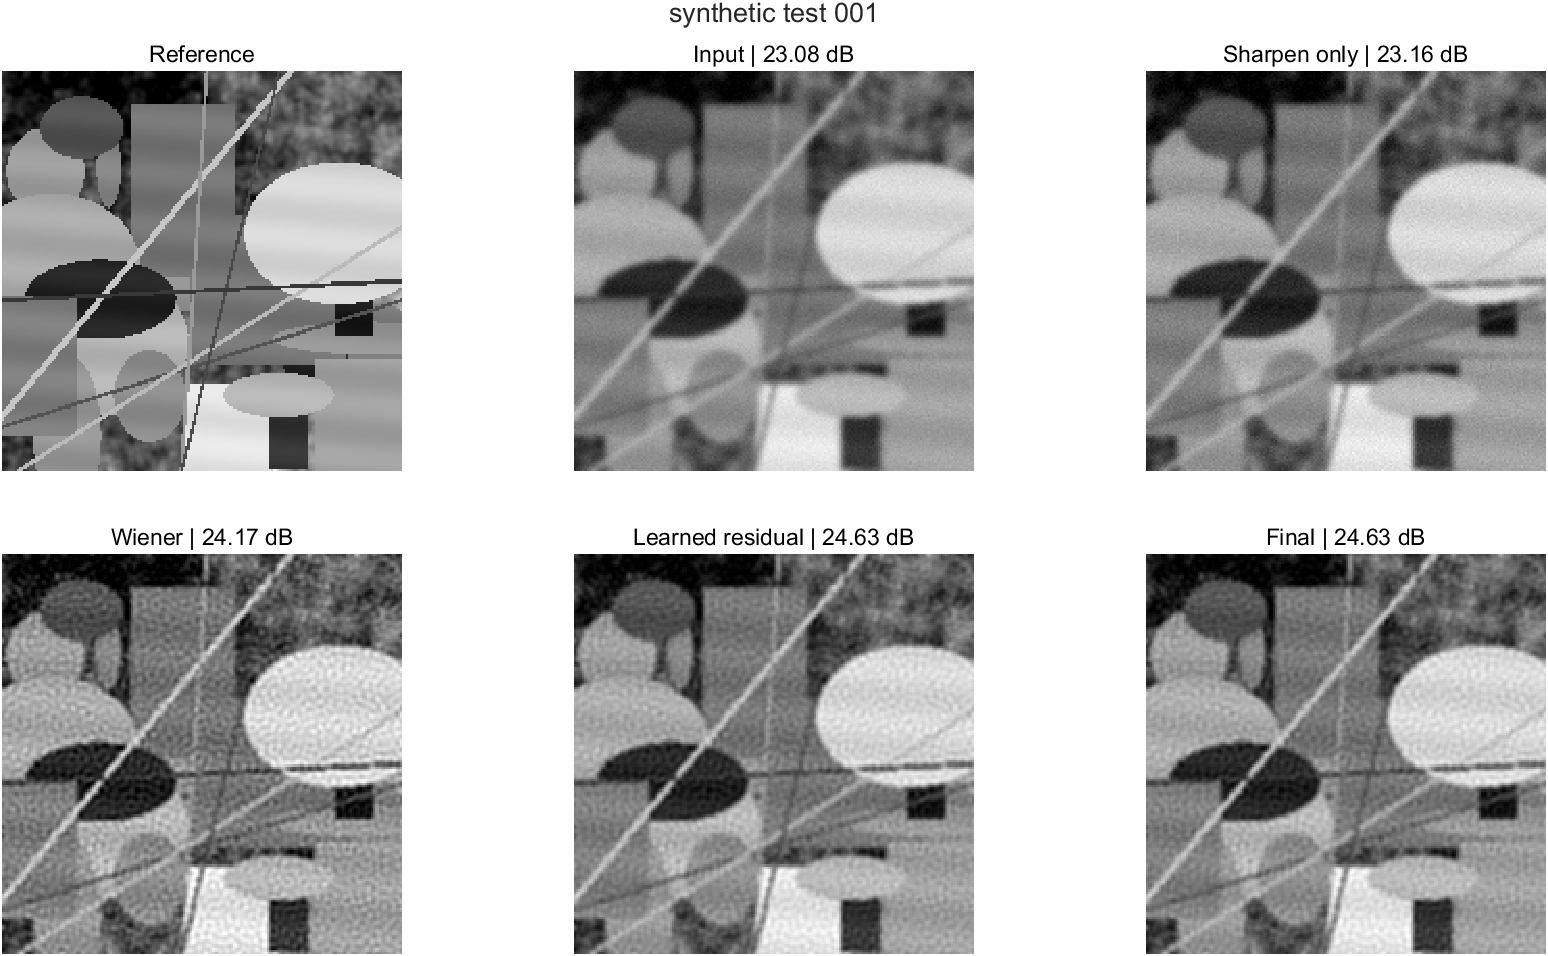 synthetic test 001
Reference
Input | 23.08 dB
Sharpen only | 23.16 dB
Wiener | 24.17 dB
Learned residual | 24.63 dB
Final | 24.63 dB